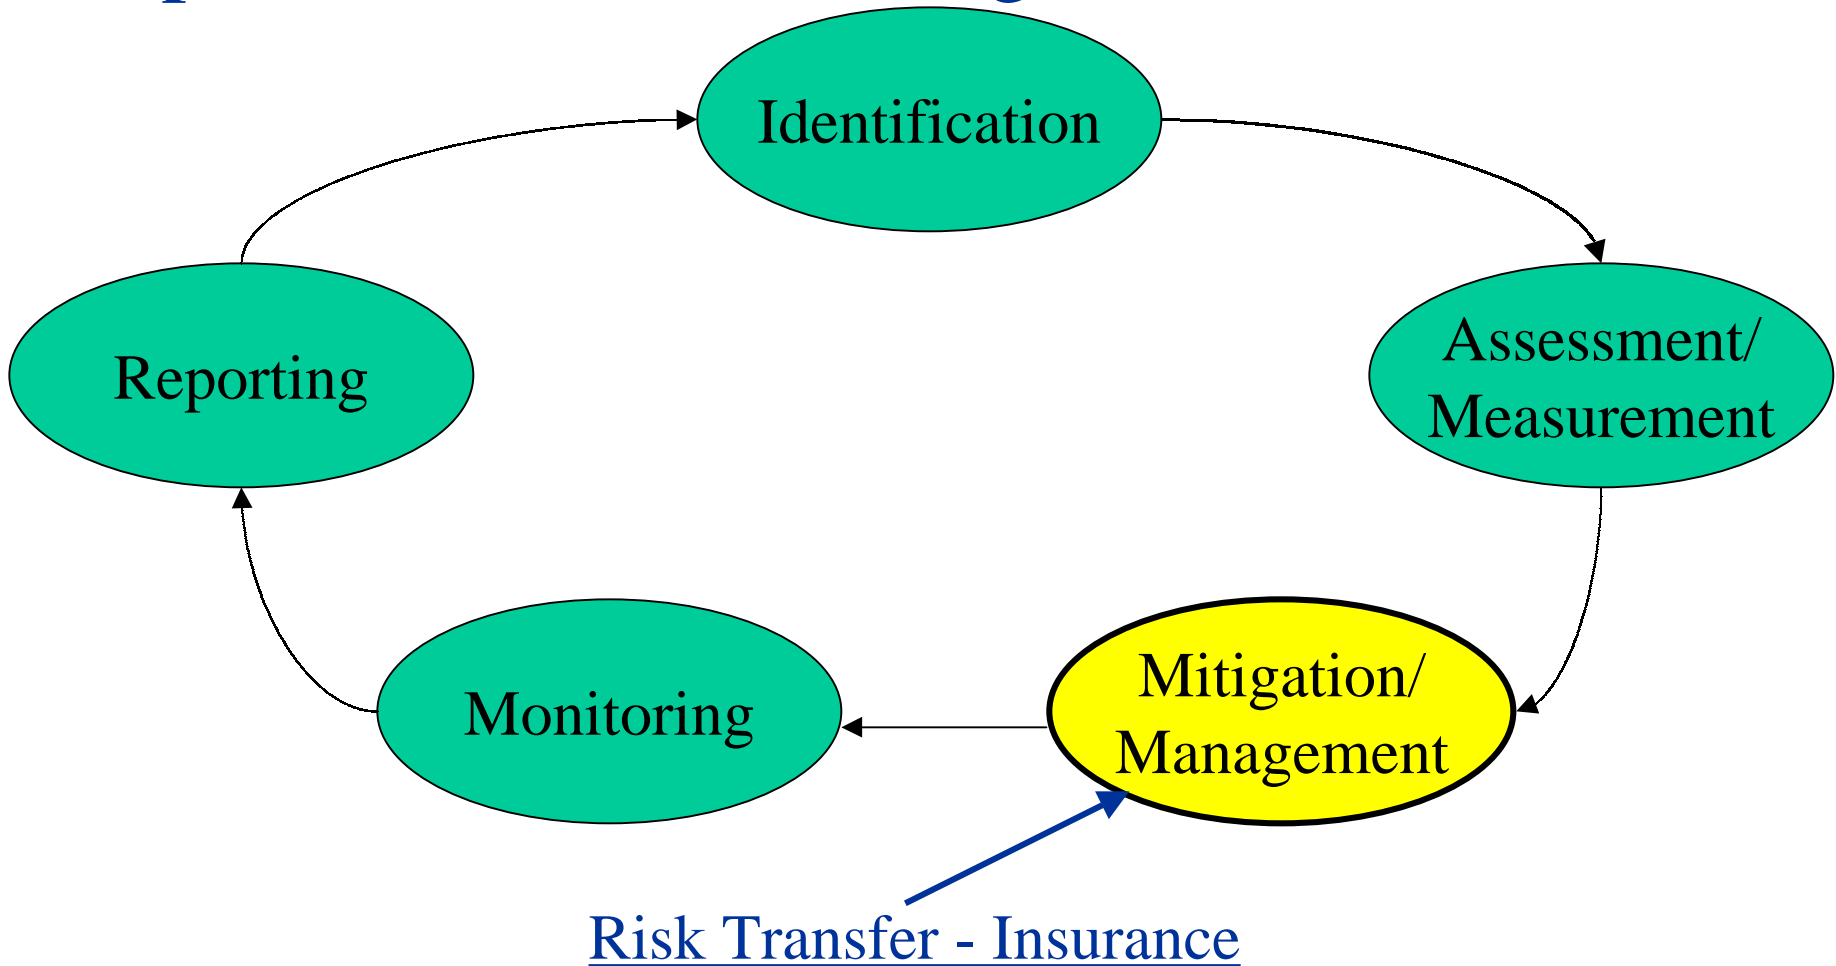 Identification
Assessment/
Measurement
Mitigation/
Management
Monitoring
Reporting
Risk Transfer - Insurance